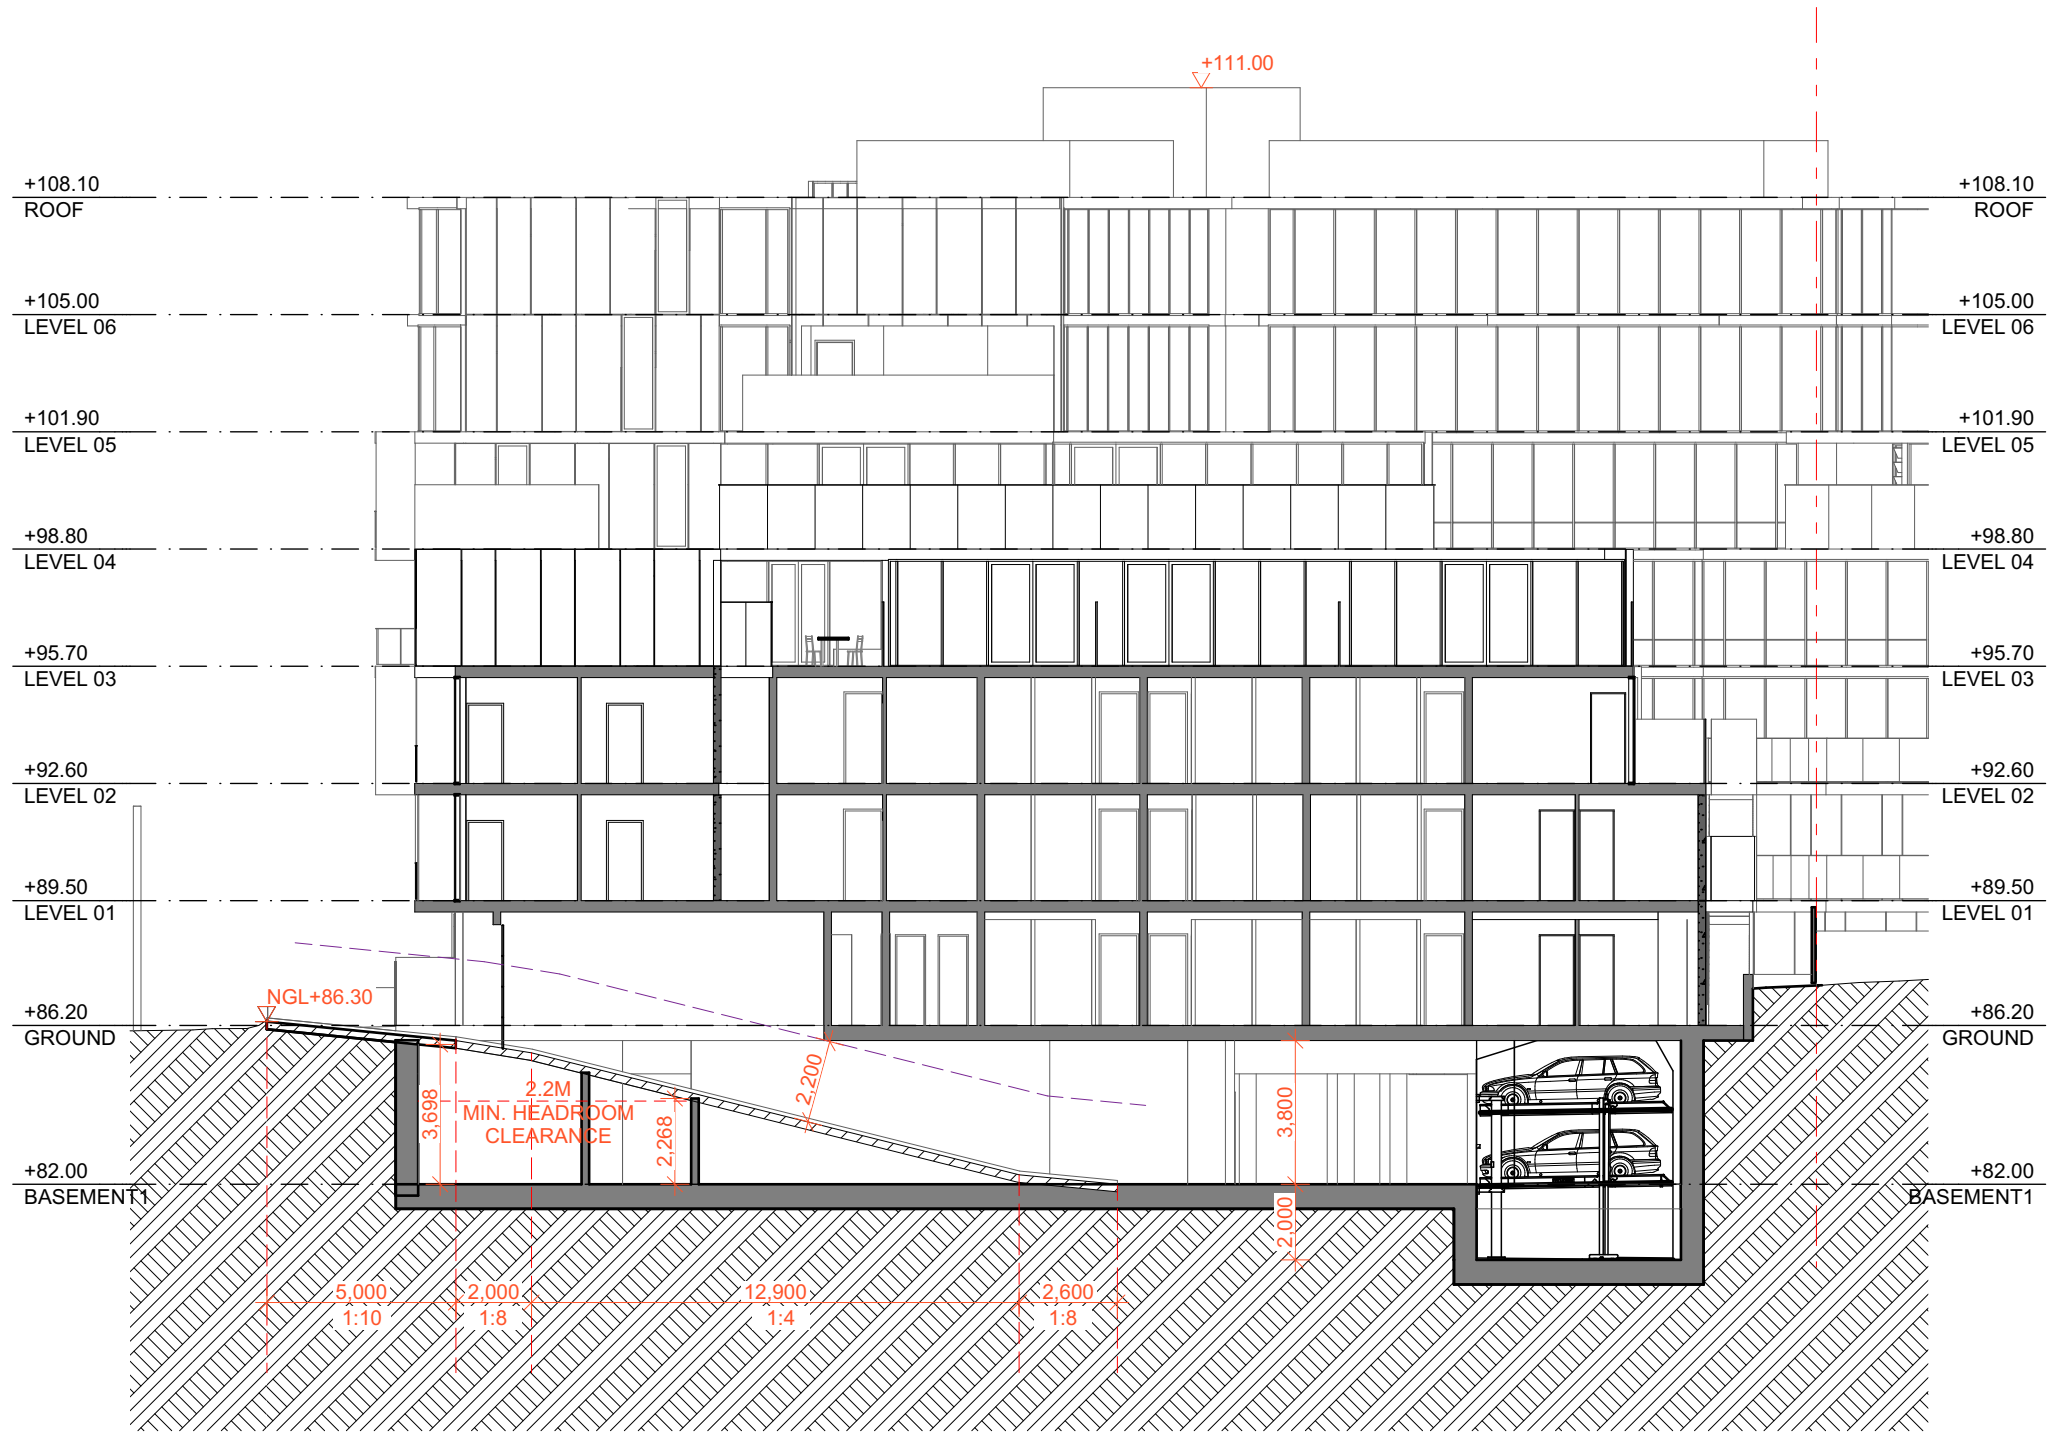 +111.00
+108.10
ROOF
+108.10
ROOF
+105.00
LEVEL 06
+105.00
LEVEL 06
+101.90
LEVEL 05
+101.90
LEVEL 05
+98.80
LEVEL 04
+98.80
LEVEL 04
+95.70
LEVEL 03
+95.70
LEVEL 03
+92.60
LEVEL 02
+92.60
LEVEL 02
+89.50
LEVEL 01
+89.50
LEVEL 01
NGL+86.30
+86.20
GROUND
+86.20
GROUND
2,200
3,698
2.2M
MIN. HEADROOM
CLEARANCE
2,268
3,800
+82.00
BASEMENT1
+82.00
BASEMENT1
2,000
5,000
2,000
12,900
2,600
1:10
1:8
1:4
1:8